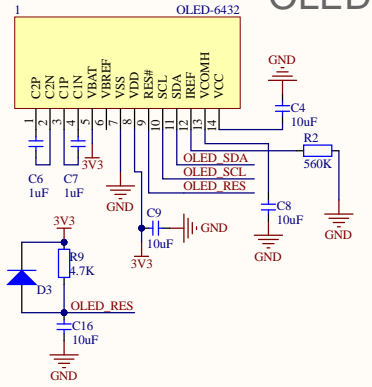 OLED
1
OLED-6432
C2P
C2N
C1P
C1N
VBAT
VBREF
VSS
VDD
RES#
SCL
SDA
IREF
VCOMH
VCC
1
2
3
4
5
6
7
8
9
10
11
12
13
14
GND
C4
10uF
R2
560K
OLED_SDA
OLED_SCL
OLED_RES
C6
1uF
C7
1uF
3V3
GND
C9
10uF
GND
3V3
C8
10uF
GND
GND
3V3
R9
4.7K
D3
OLED_RES
C16
10uF
GND